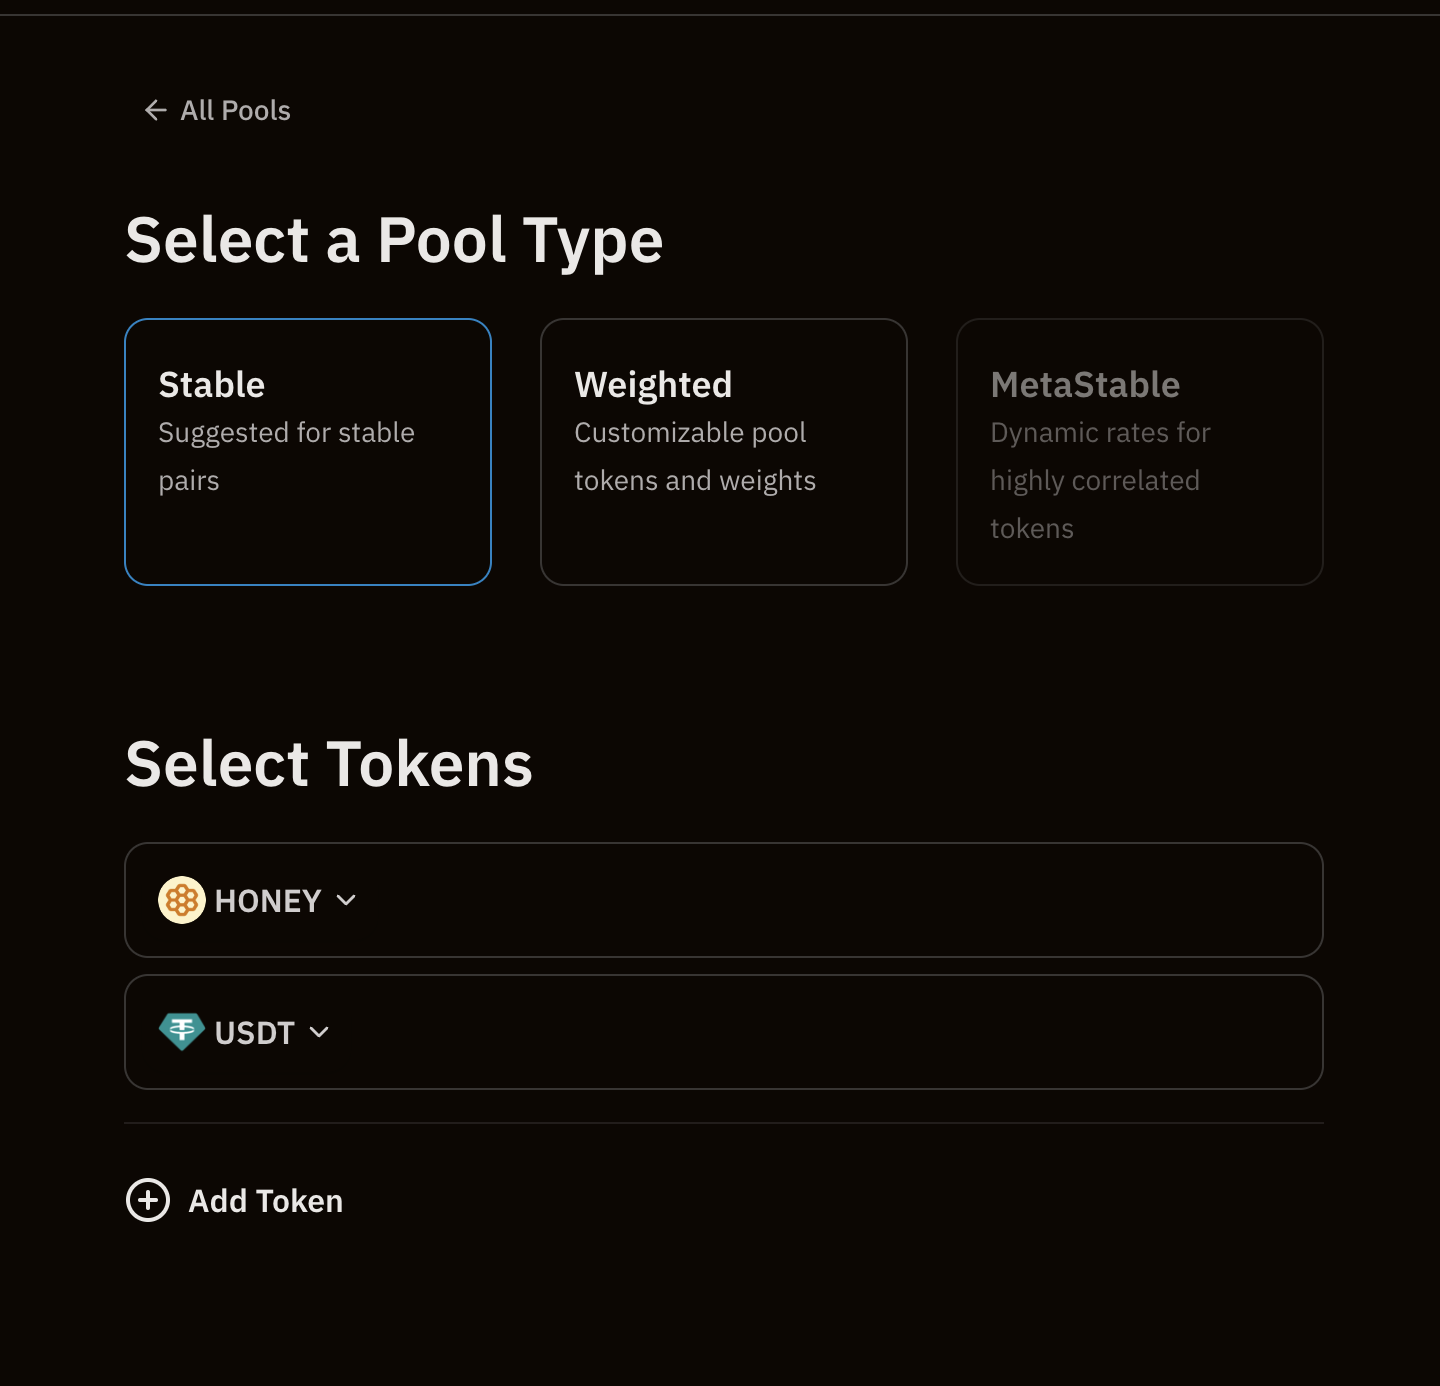 All Pools
Select a Pool Type
Stable
Suggested for stable
pairs
Weighted
Customizable pool
tokens and weights
MetaStable
Dynamic rates for
highly correlated
tokens
Select Tokens
HONEY
USDT
Add Token